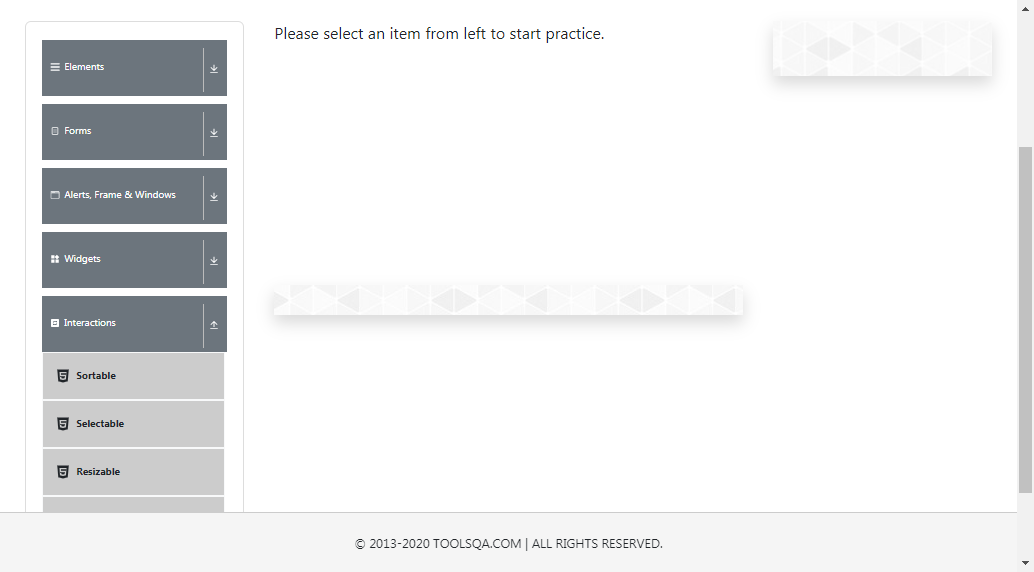 Please select an item from left to start practice.
Elements
Forms
Alerts, Frame & Windows
Widgets
Interactions
Sortable
Selectable
Resizable
© 2013-2020 TOOLSQA.COM | ALL RIGHTS RESERVED.